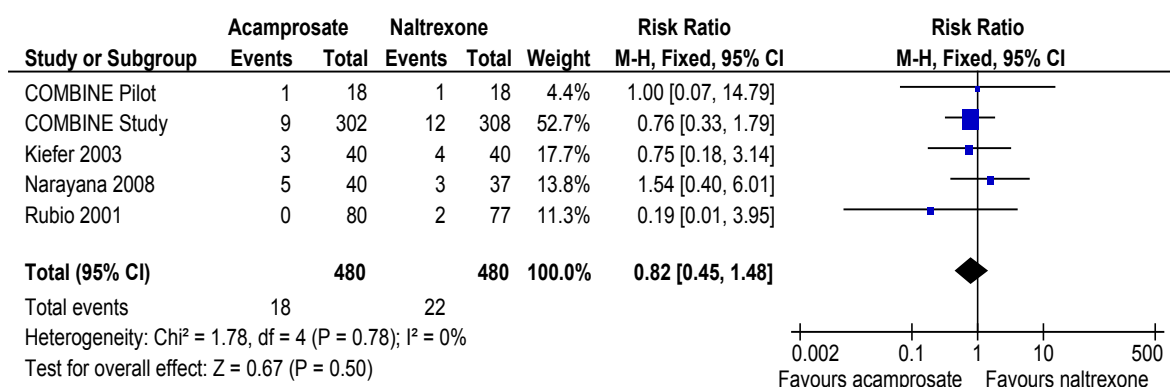 Acamprosate Naltrexone Risk Ratio Risk Ratio
Study or Subgroup Events Total Events Total Weight M-H, Fixed, 95% CI M-H, Fixed, 95% CI
COMBINE Pilot 1 18 1 18 4.4% 1.00 [0.07, 14.79]
COMBINE Study 9 302 12 308 52.7% 0.76 [0.33, 1.79]
Kiefer 2003 3 40 4 40 17.7% 0.75 [0.18, 3.14]
Narayana 2008 5 40 3 37 13.8% 1.54 [0.40, 6.01]
Rubio 2001 0 80 2 77 11.3% 0.19 [0.01, 3.95]
Total (95% CI) 480 480 100.0% 0.82 [0.45, 1.48]
Total events 18 22
Heterogeneity: Chi² = 1.78, df = 4 (P = 0.78); I² = 0%
Test for overall effect: Z = 0.67 (P = 0.50)
0.002 0.1 1 10 500
Favours acamprosate Favours naltrexone